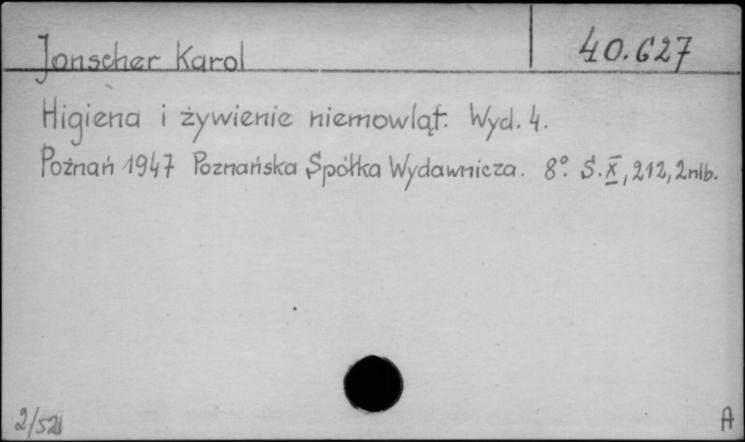 Jonscher Karol
40.627
Higiena i żywienie niemowląt. Wyd. 4.
Poznań 1947 Poznańska Spółka Wydawnicza. 8°. S. X, 212, 2nlb.
2/52
A